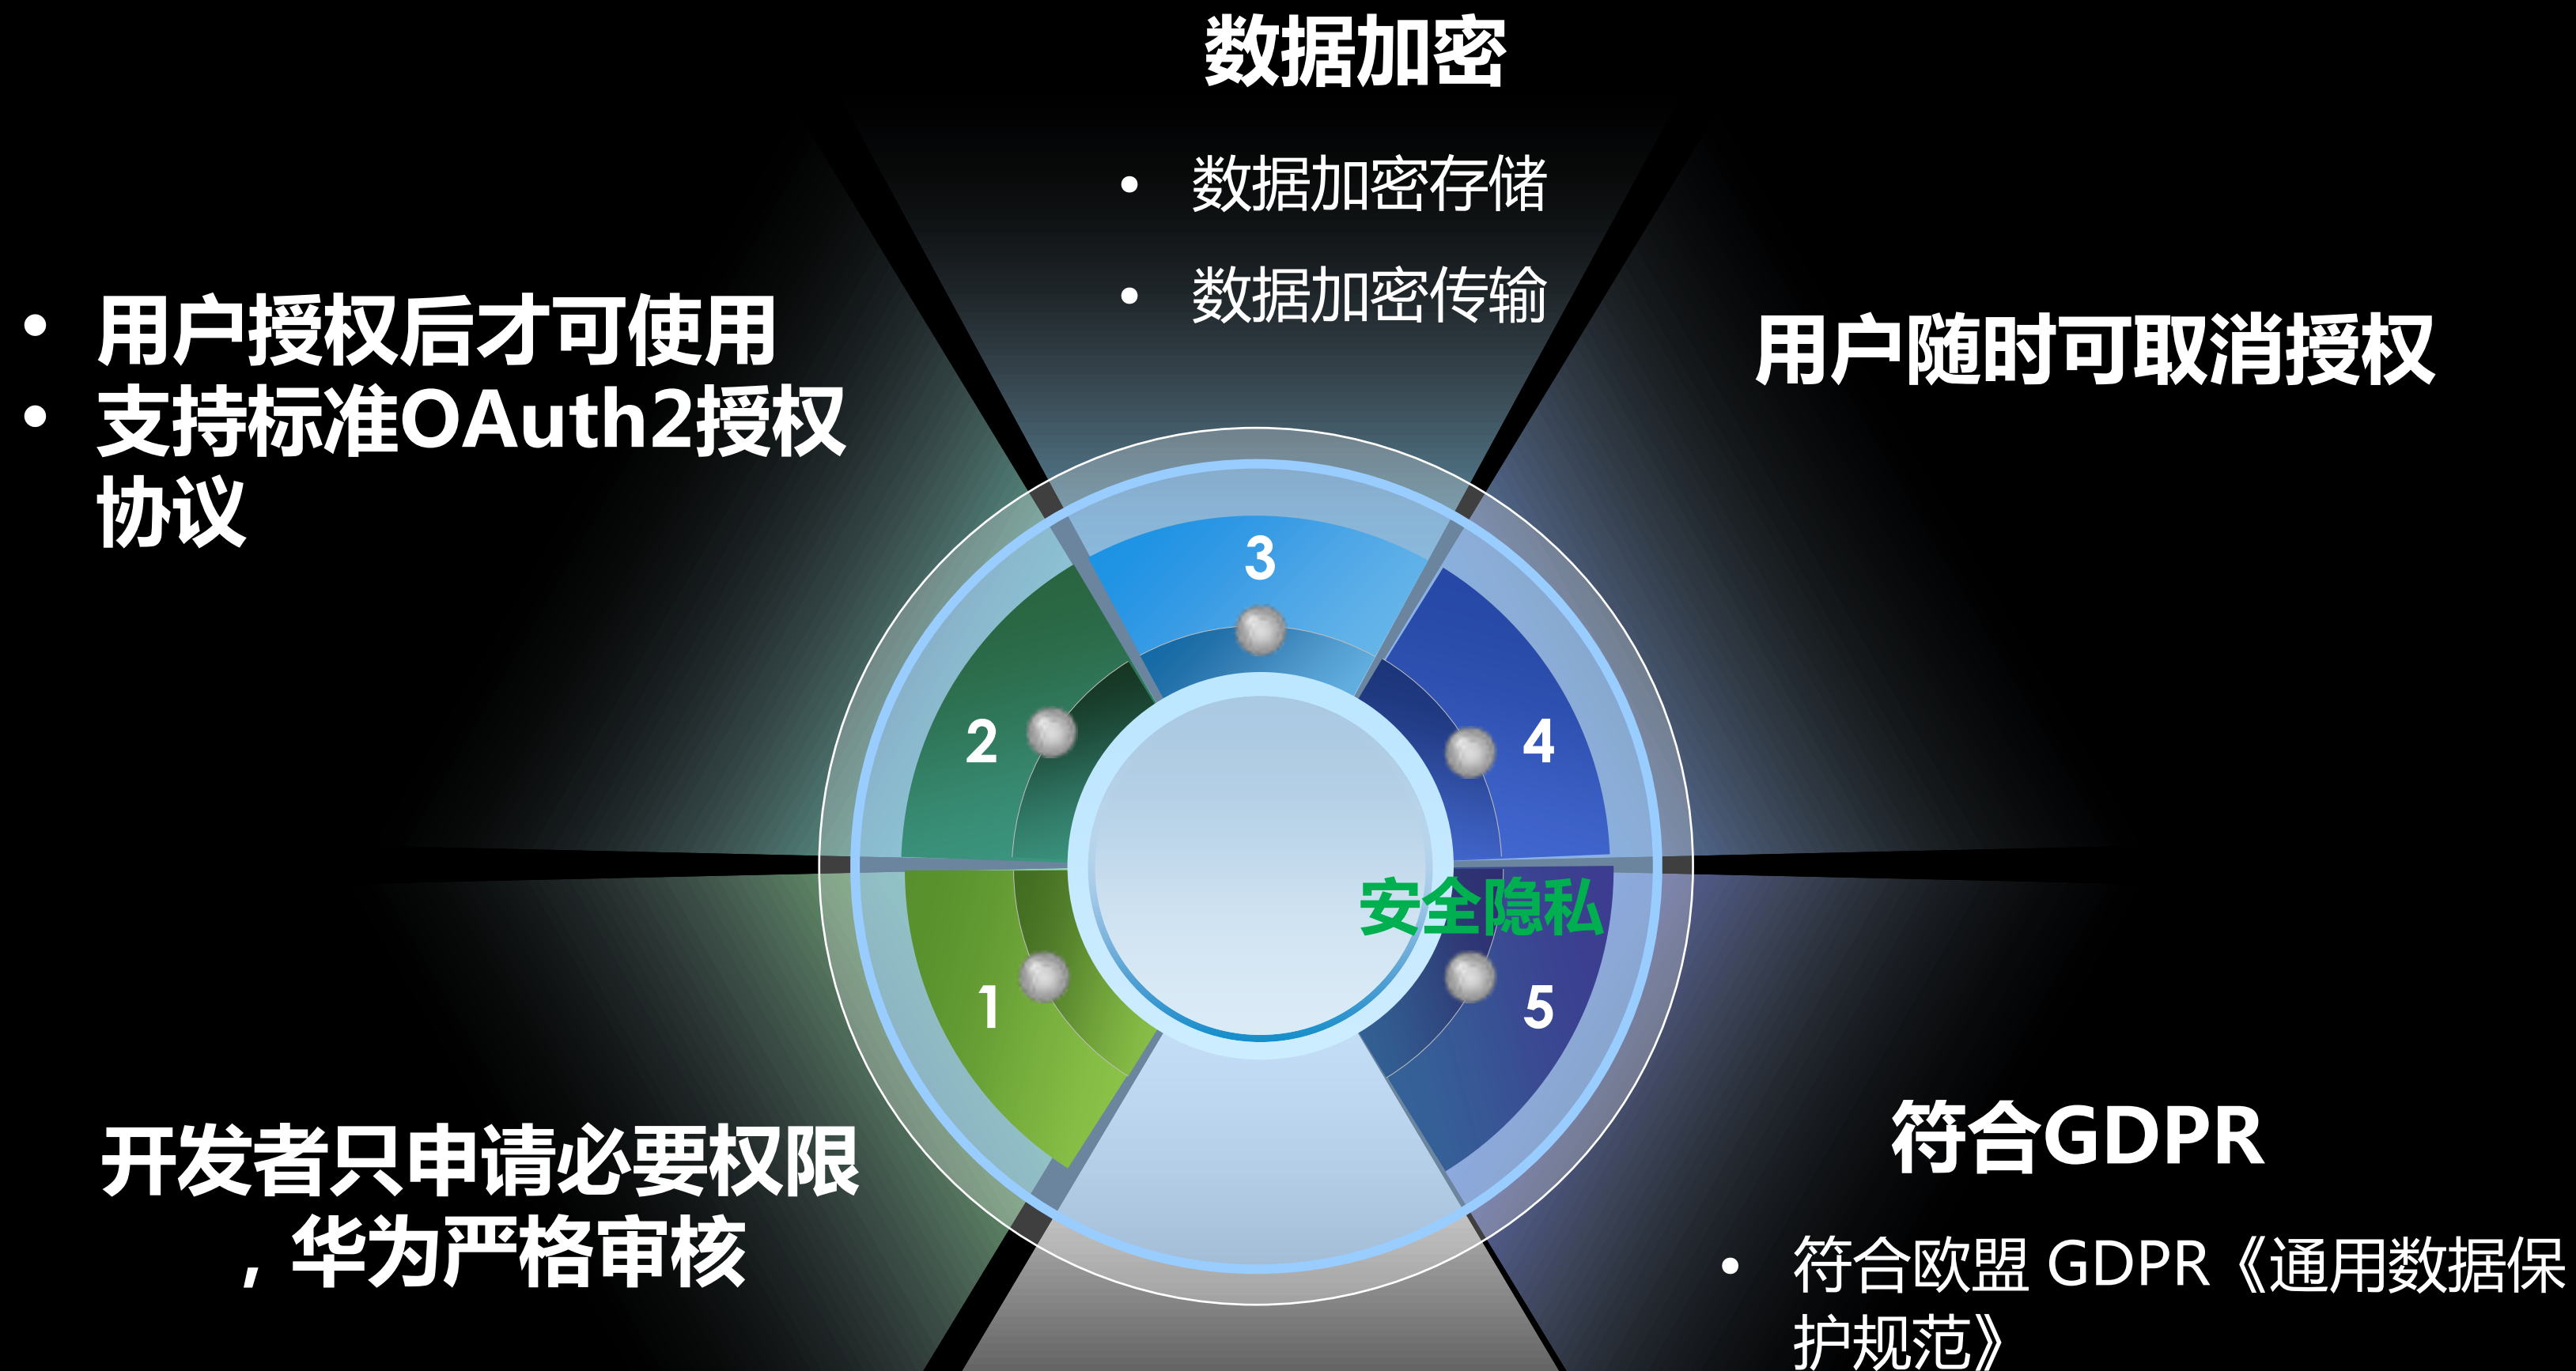 数据加密
• 数据加密存储
• 数据加密传输
• 用户授权后才可使用
• 支持标准OAuth2授权
协议
用户随时可取消授权
3
2
4
安全隐私
1
5
开发者只申请必要权限
，华为严格审核
符合GDPR
• 符合欧盟 GDPR《通用数据保
护规范》